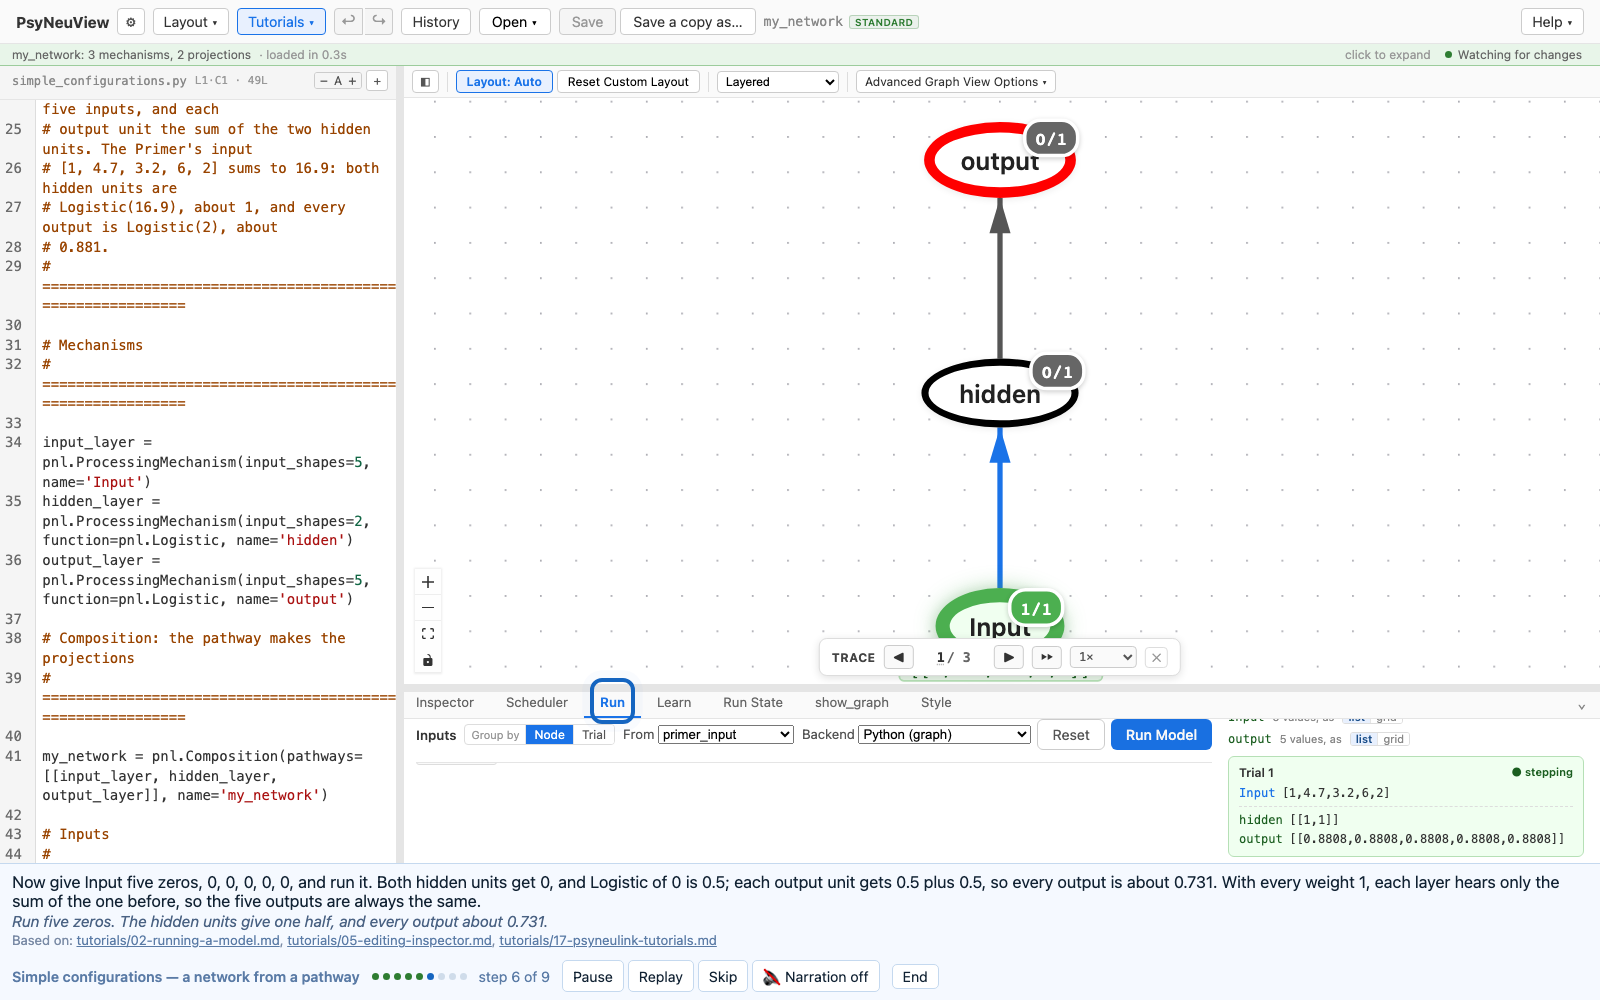 PsyNeuView ⚙ Layout ▾ Tutorials ▾ ↩ ↪ History Open ▾ Save Save a copy as... my_network STANDARD Help ▾
my_network: 3 mechanisms, 2 projections · loaded in 0.3s click to expand ● Watching for changes
simple_configurations.py L1·C1 · 49L − A + +
Layout: Auto Reset Custom Layout Layered Advanced Graph View Options ▾
five inputs, and each
25 # output unit the sum of the two hidden
units. The Primer's input
26 # [1, 4.7, 3.2, 6, 2] sums to 16.9: both
hidden units are
27 # Logistic(16.9), about 1, and every
output is Logistic(2), about
28 # 0.881.
29 #
===========================================
=================
30
31 # Mechanisms
32 #
===========================================
=================
33
34 input_layer =
pnl.ProcessingMechanism(input_shapes=5,
name='Input')
35 hidden_layer =
pnl.ProcessingMechanism(input_shapes=2,
function=pnl.Logistic, name='hidden')
36 output_layer =
pnl.ProcessingMechanism(input_shapes=5,
function=pnl.Logistic, name='output')
37
38 # Composition: the pathway makes the
projections
39 #
===========================================
=================
40
41 my_network = pnl.Composition(pathways=
[[input_layer, hidden_layer,
output_layer]], name='my_network')
42
43 # Inputs
44 #
0/1
output
0/1
hidden
1/1
Input
TRACE ◀ 1 / 3 ▶ ▸▸ 1× ×
Inspector Scheduler Run Learn Run State show_graph Style
Inputs Group by Node Trial From primer_input Backend Python (graph) Reset Run Model
output 5 values, as list grid
Trial 1 ● stepping
Input [1,4.7,3.2,6,2]
hidden [[1,1]]
output [[0.8808,0.8808,0.8808,0.8808,0.8808]]
Now give Input five zeros, 0, 0, 0, 0, 0, and run it. Both hidden units get 0, and Logistic of 0 is 0.5; each output unit gets 0.5 plus 0.5, so every output is about 0.731. With every weight 1, each layer hears only the
sum of the one before, so the five outputs are always the same.
Run five zeros. The hidden units give one half, and every output about 0.731.
Based on: tutorials/02-running-a-model.md, tutorials/05-editing-inspector.md, tutorials/17-psyneulink-tutorials.md
Simple configurations — a network from a pathway step 6 of 9 Pause Replay Skip Narration off End